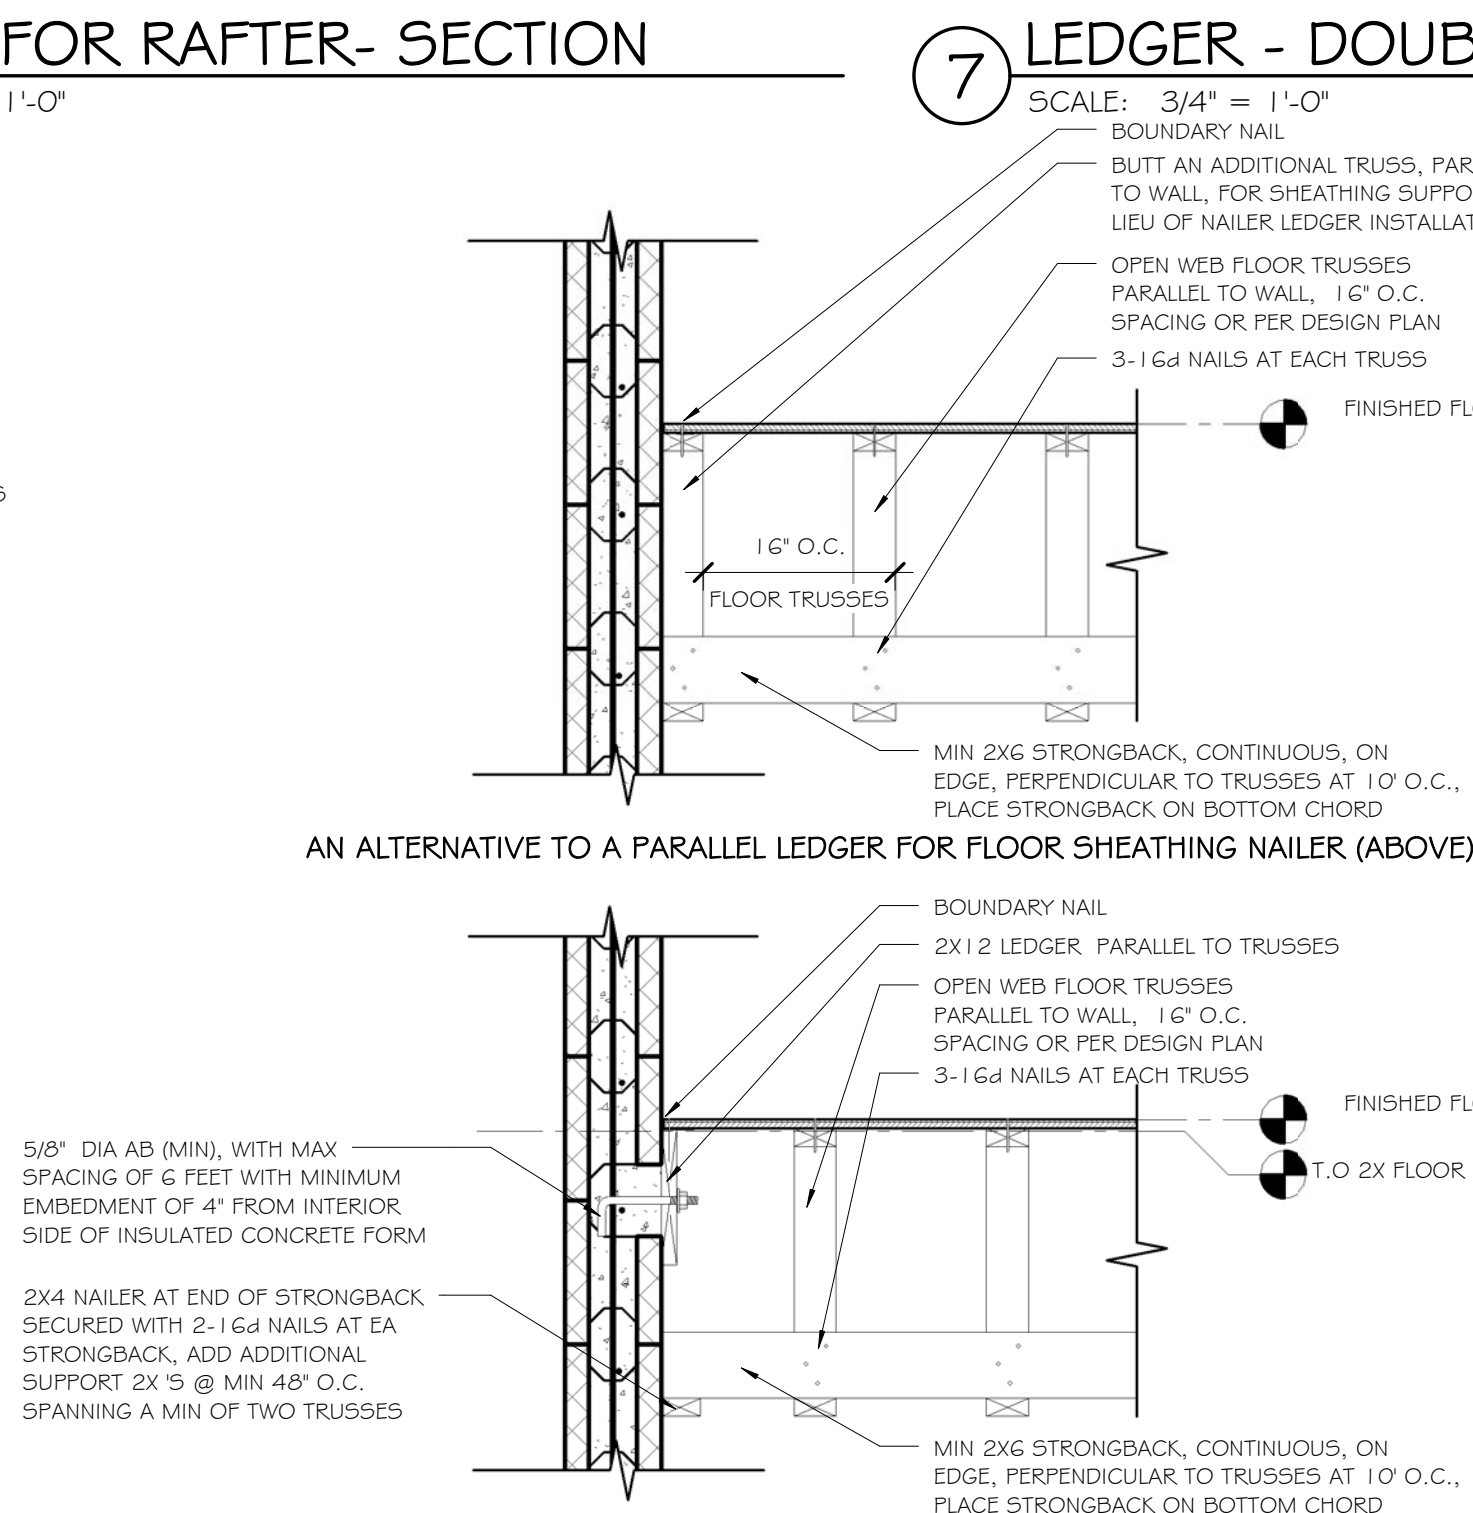 FOR RAFTER- SECTION
1'-0"
7
LEDGER - DOUB
SCALE: 3/4" = 1'-0"
BOUNDARY NAIL
BUTT AN ADDITIONAL TRUSS, PAR
TO WALL, FOR SHEATHING SUPPO
LIEU OF NAILER LEDGER INSTALLAT
OPEN WEB FLOOR TRUSSES
PARALLEL TO WALL, 16" O.C.
SPACING OR PER DESIGN PLAN
3-16d NAILS AT EACH TRUSS
FINISHED FLO
S
16" O.C.
FLOOR TRUSSES
MIN 2X6 STRONGBACK, CONTINUOUS, ON
EDGE, PERPENDICULAR TO TRUSSES AT 10' O.C.,
PLACE STRONGBACK ON BOTTOM CHORD
AN ALTERNATIVE TO A PARALLEL LEDGER FOR FLOOR SHEATHING NAILER (ABOVE)
BOUNDARY NAIL
2X12 LEDGER PARALLEL TO TRUSSES
OPEN WEB FLOOR TRUSSES
PARALLEL TO WALL, 16" O.C.
SPACING OR PER DESIGN PLAN
3-16d NAILS AT EACH TRUSS
FINISHED FLO
T.O 2X FLOOR
5/8" DIA AB (MIN), WITH MAX
SPACING OF 6 FEET WITH MINIMUM
EMBEDMENT OF 4" FROM INTERIOR
SIDE OF INSULATED CONCRETE FORM
2X4 NAILER AT END OF STRONGBACK
SECURED WITH 2-16d NAILS AT EA
STRONGBACK, ADD ADDITIONAL
SUPPORT 2X 'S @ MIN 48" O.C.
SPANNING A MIN OF TWO TRUSSES
MIN 2X6 STRONGBACK, CONTINUOUS, ON
EDGE, PERPENDICULAR TO TRUSSES AT 10' O.C.,
PLACE STRONGBACK ON BOTTOM CHORD